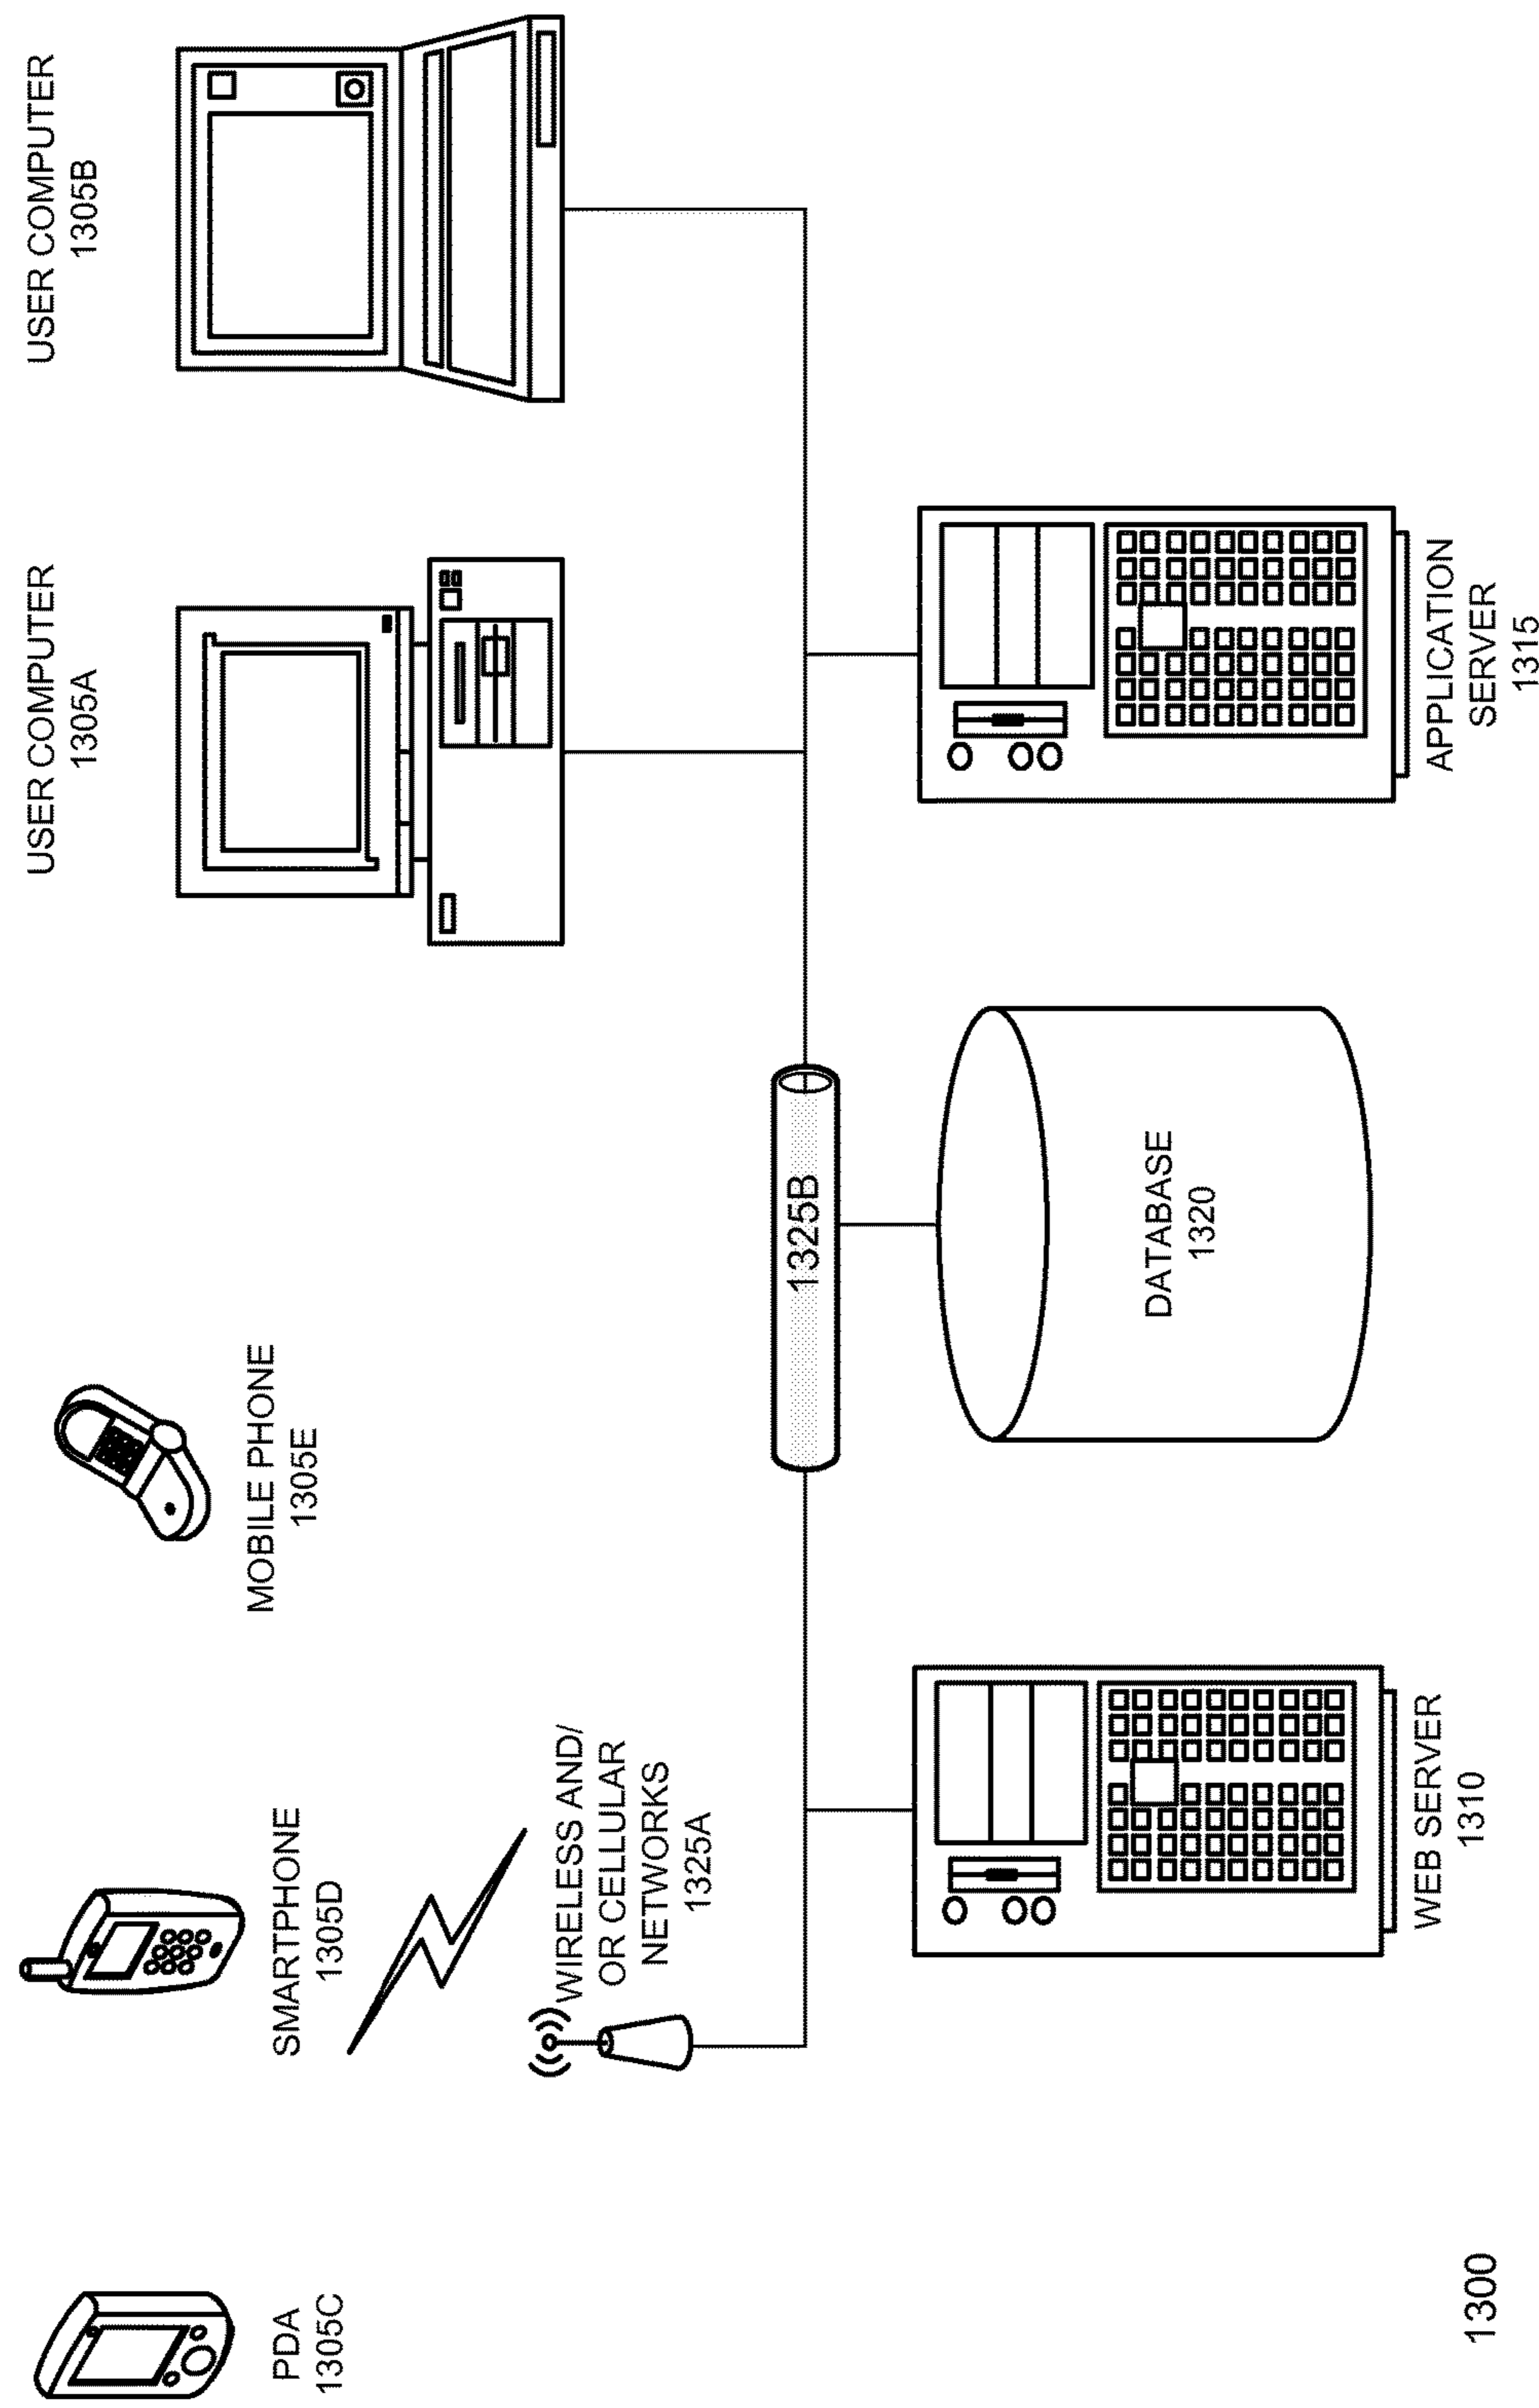 PDA
1305C
SMARTPHONE
1305D
MOBILE PHONE
1305E
USER COMPUTER
1305A
USER COMPUTER
1305B
WIRELESS AND/
OR CELLULAR
NETWORKS
1325A
1325B
WEB SERVER
1310
DATABASE
1320
APPLICATION
SERVER
1315
1300